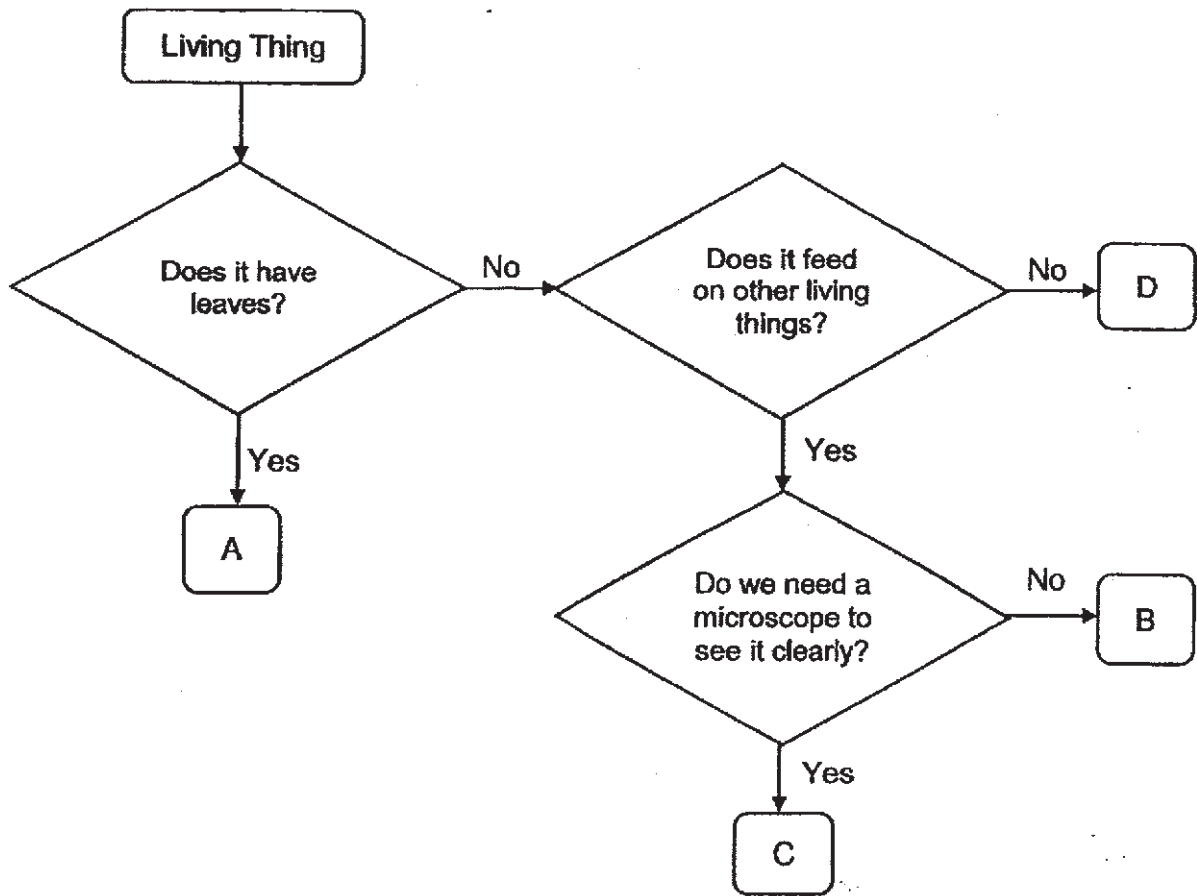 Living Thing
Does it have
leaves?
No
Does it feed
on other living
things?
No
D
Yes
A
Yes
Do we need a
microscope to
see it clearly?
No
B
Yes
C